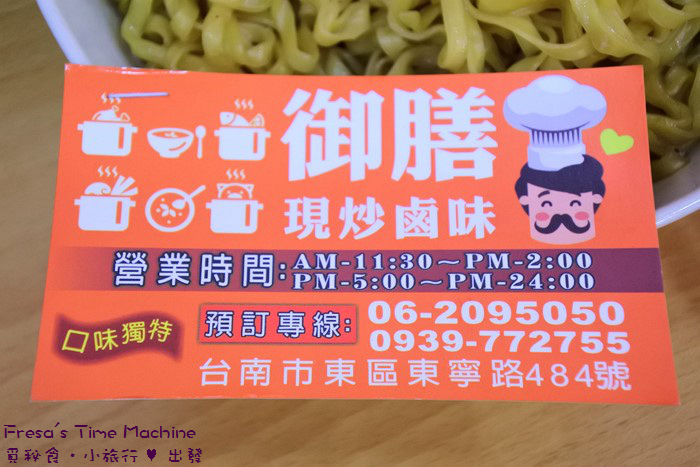 御膳
現炒鹵味
營業時間:AM-11:30～PM-2:00
PM-5:00～PM-24:00
口味獨特
預訂專線:06-2095050
0939-772755
台南市東區東寧路484號
Fresa's Time Machine
覓秘食·小旅行♥出發